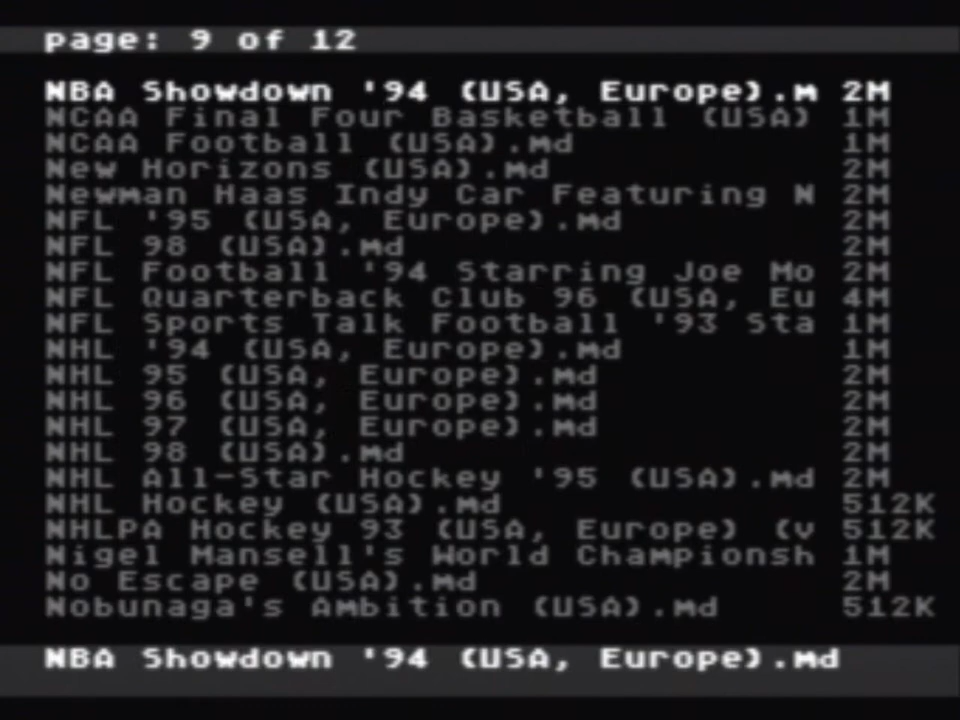 page: 9 of 12
NBA Showdown '94 (USA, Europe).m 2M
NCAA Final Four Basketball (USA) 1M
NCAA Football (USA).md 1M
New Horizons (USA).md 2M
Newman Haas Indy Car Featuring N 2M
NFL '95 (USA, Europe).md 2M
NFL 98 (USA).md 2M
NFL Football '94 Starring Joe Mo 2M
NFL Quarterback Club 96 (USA, Eu 4M
NFL Sports Talk Football '93 Sta 1M
NHL '94 (USA, Europe).md 1M
NHL 95 (USA, Europe).md 2M
NHL 96 (USA, Europe).md 2M
NHL 97 (USA, Europe).md 2M
NHL 98 (USA).md 2M
NHL All-Star Hockey '95 (USA).md 2M
NHL Hockey (USA).md 512K
NHLPA Hockey 93 (USA, Europe) (v 512K
Nigel Mansell's World Championsh 1M
No Escape (USA).md 2M
Nobunaga's Ambition (USA).md 512K
NBA Showdown '94 (USA, Europe).md